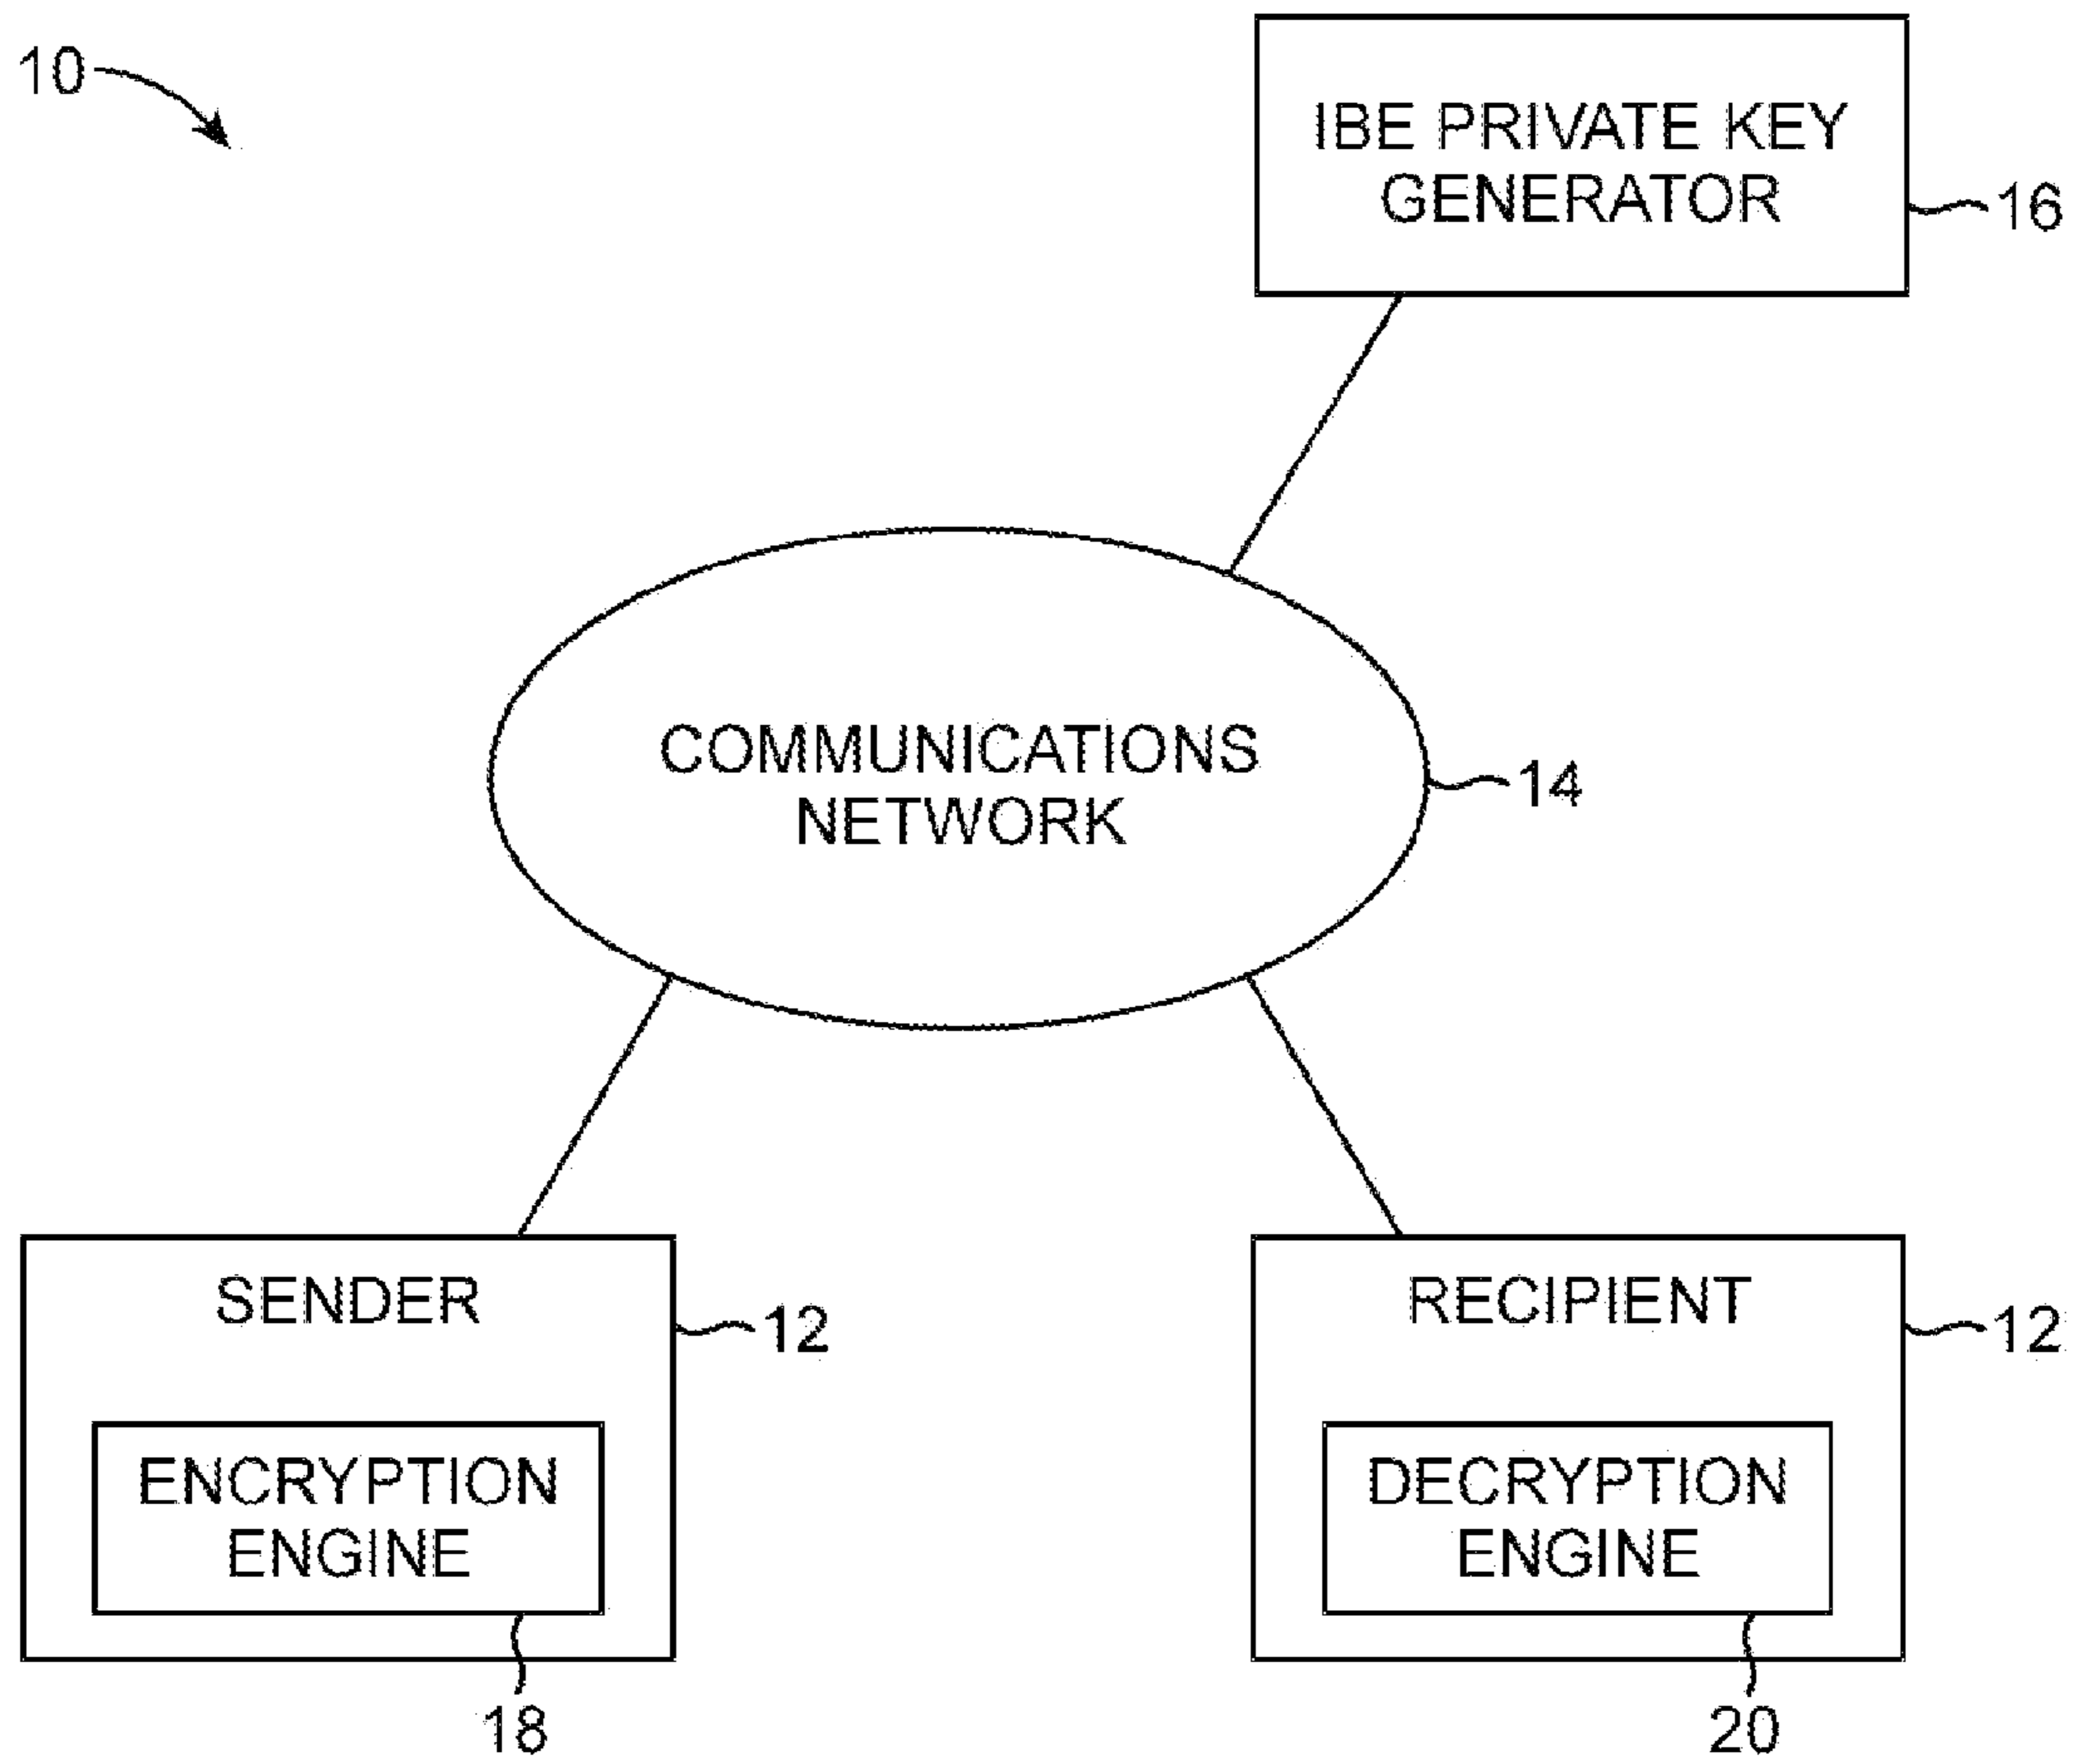 10
IBE PRIVATE KEY
GENERATOR
16
COMMUNICATIONS
NETWORK
14
SENDER
12
ENCRYPTION
ENGINE
18
RECIPIENT
12
DECRYPTION
ENGINE
20